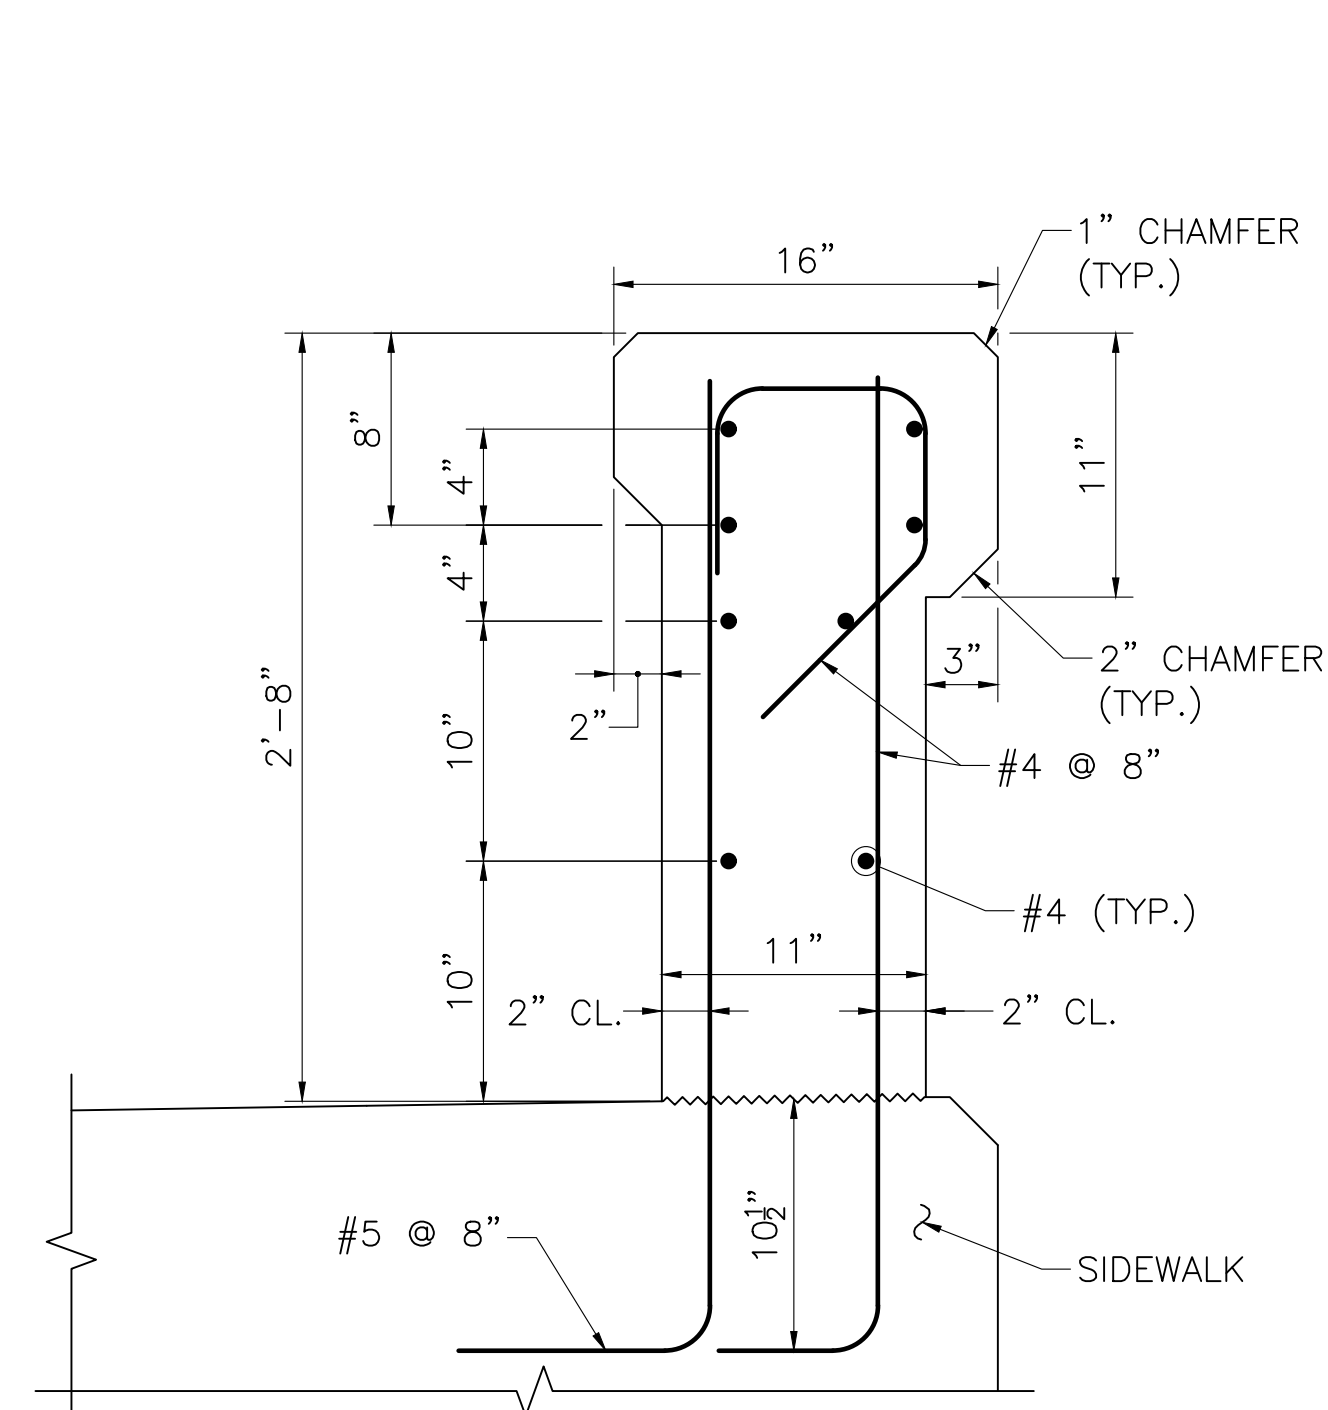 1” CHAMFER
(TYP.)
16”
8”
4”
11”
4”
2” CHAMFER
(TYP.)
3”
2'-8”
2”
10”
#4 @ 8”
#4 (TYP.)
11”
10”
2” CL.
2” CL.
10½”
#5 @ 8”
SIDEWALK